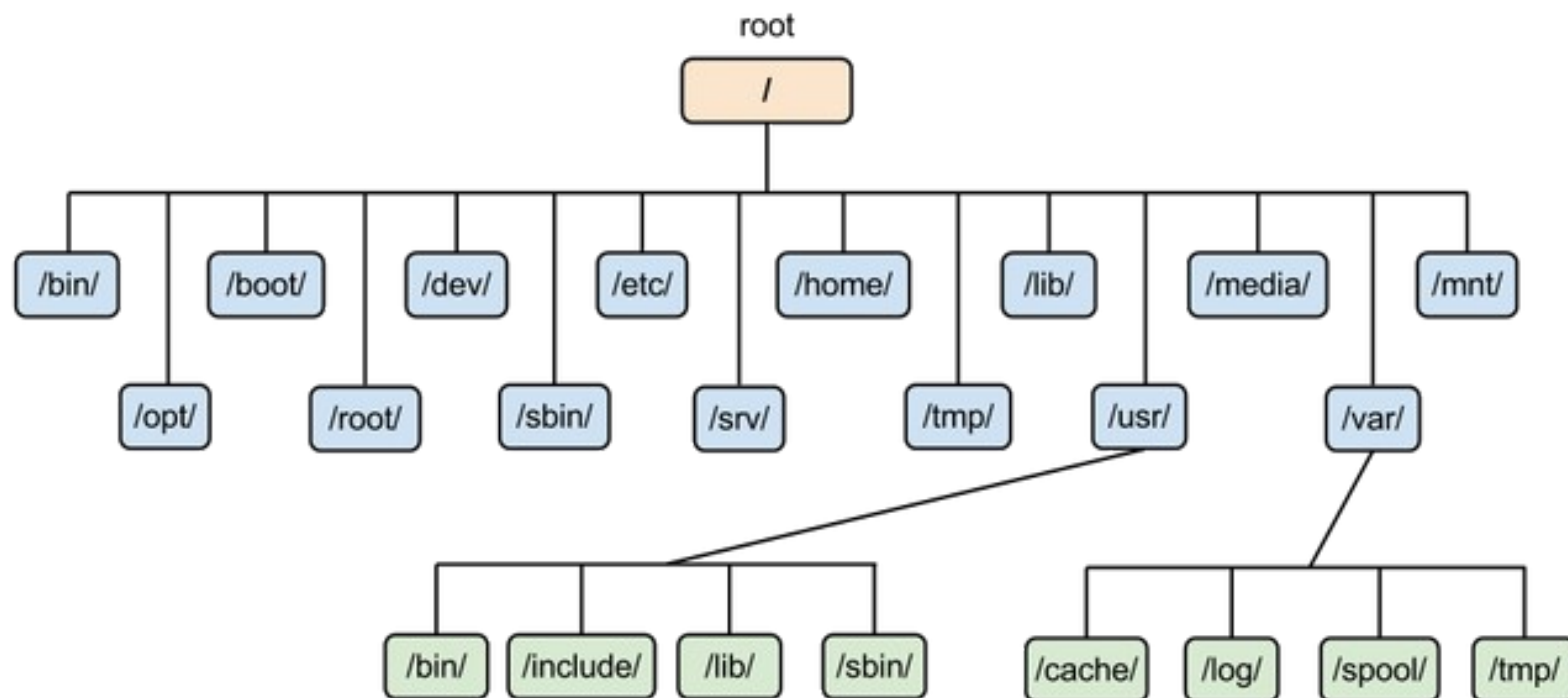 root
/
/bin/
/boot/
/dev/
/etc/
/home/
/lib/
/media/
/mnt/
/opt/
/root/
/sbin/
/srv/
/tmp/
/usr/
/var/
/bin/
/include/
/lib/
/sbin/
/cache/
/log/
/spool/
/tmp/